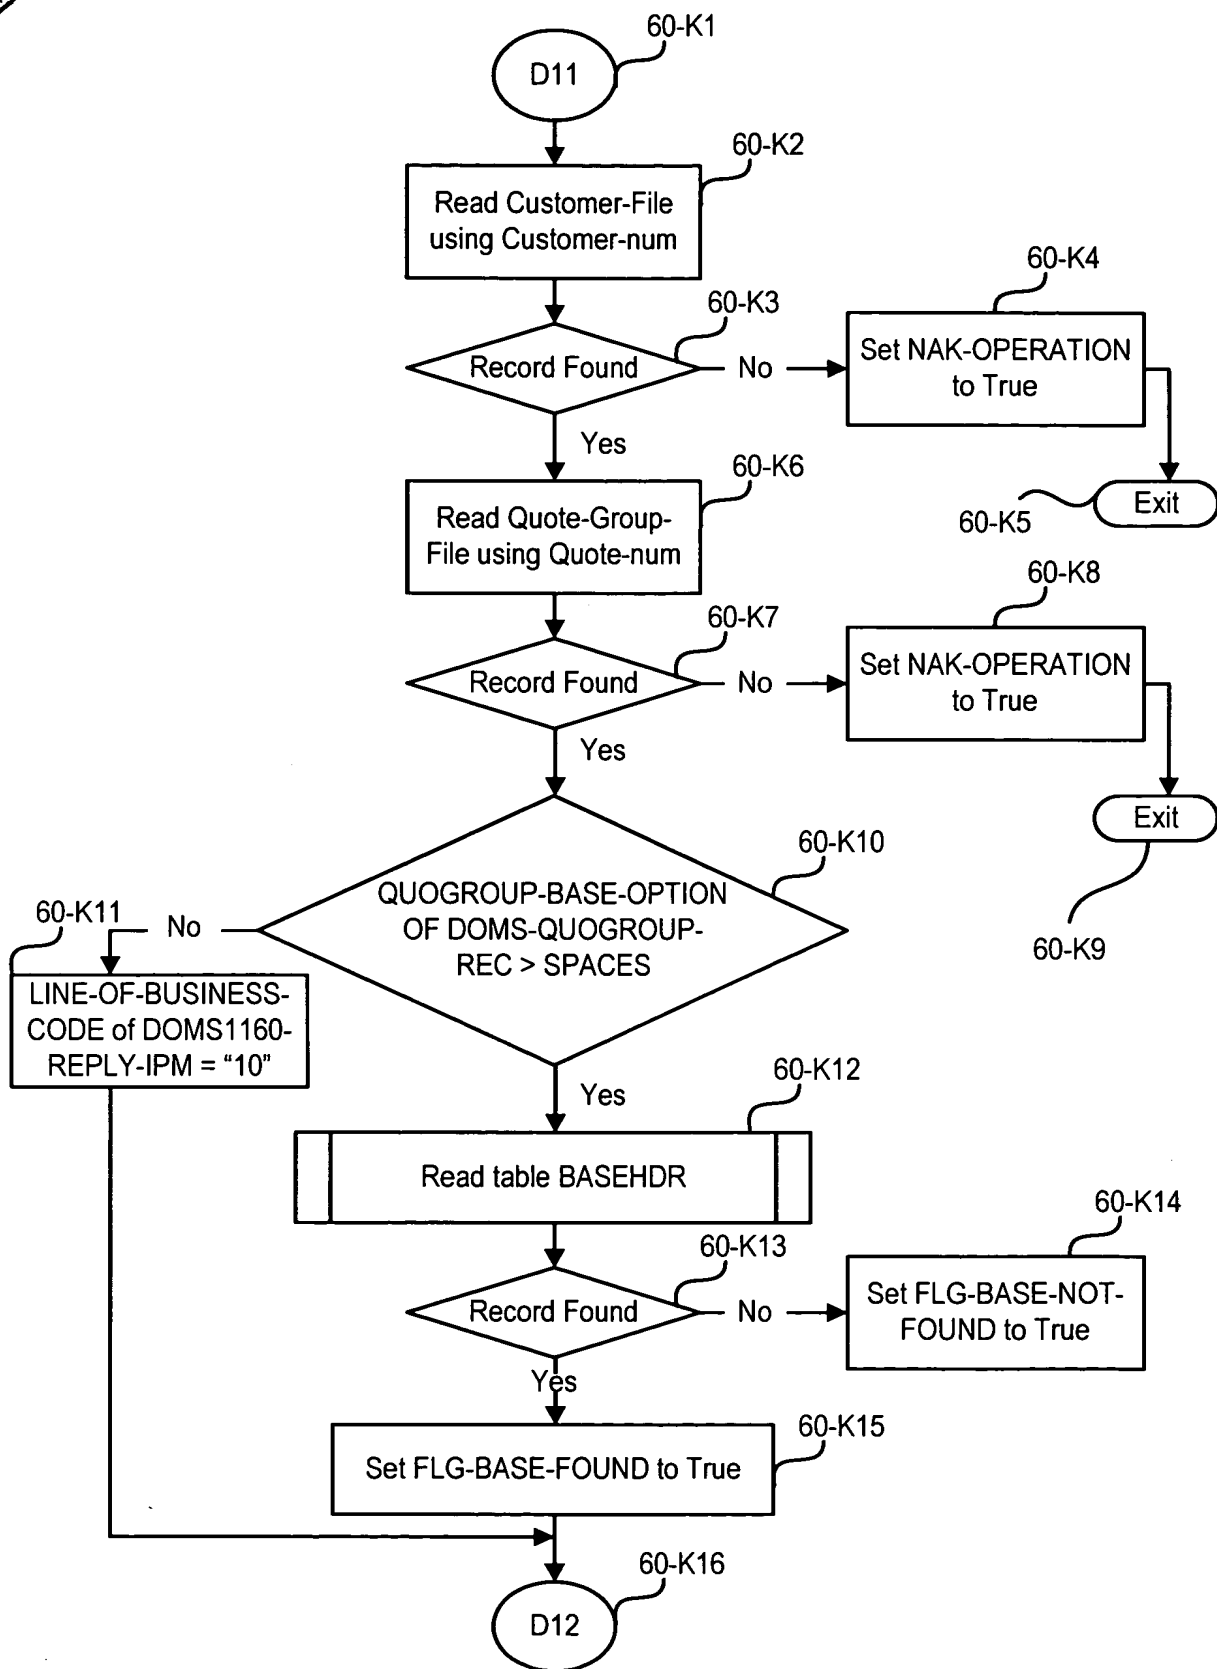 60-K1
D11
60-K2
Read Customer-File
using Customer-num
60-K3
Record Found
No
60-K4
Set NAK-OPERATION
to True
60-K5
Exit
Yes
60-K6
Read Quote-Group-
File using Quote-num
60-K7
Record Found
No
60-K8
Set NAK-OPERATION
to True
Exit
60-K9
Yes
60-K10
QUOGROUP-BASE-OPTION
OF DOMS-QUOGROUP-
REC > SPACES
No
60-K11
LINE-OF-BUSINESS-
CODE of DOMS1160-
REPLY-IPM = “10”
Yes
60-K12
Read table BASEHDR
60-K13
Record Found
No
60-K14
Set FLG-BASE-NOT-
FOUND to True
Yes
60-K15
Set FLG-BASE-FOUND to True
60-K16
D12